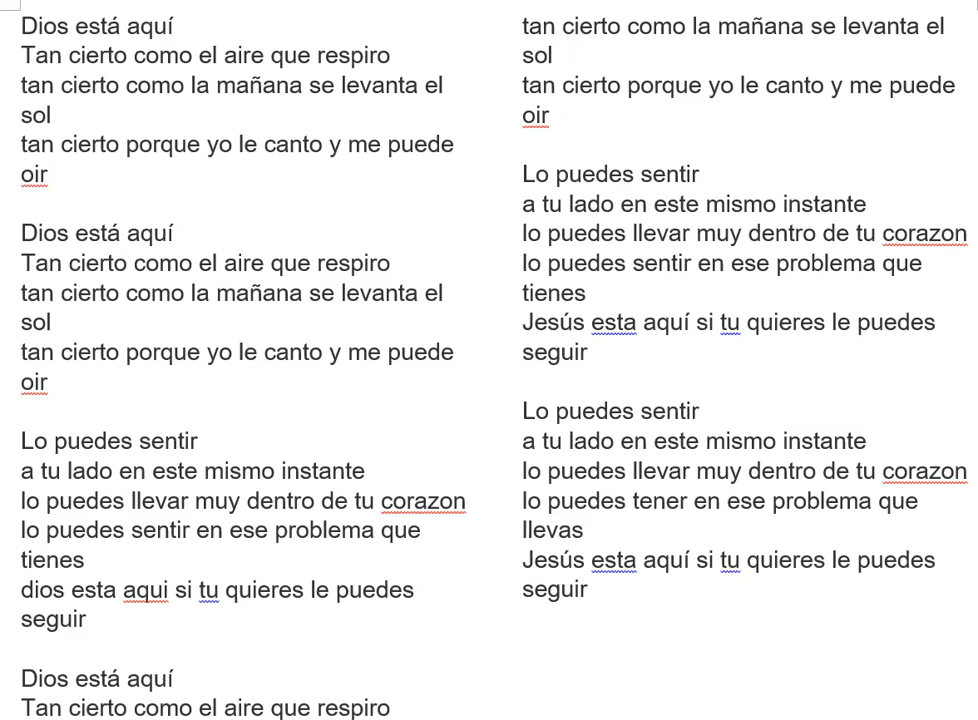 Dios está aquí
Tan cierto como el aire que respiro
tan cierto como la mañana se levanta el
sol
tan cierto porque yo le canto y me puede
oir

Dios está aquí
Tan cierto como el aire que respiro
tan cierto como la mañana se levanta el
sol
tan cierto porque yo le canto y me puede
oir

Lo puedes sentir
a tu lado en este mismo instante
lo puedes llevar muy dentro de tu corazon
lo puedes sentir en ese problema que
tienes
dios esta aqui si tu quieres le puedes
seguir

Dios está aquí
Tan cierto como el aire que respiro
tan cierto como la mañana se levanta el
sol
tan cierto porque yo le canto y me puede
oir

Lo puedes sentir
a tu lado en este mismo instante
lo puedes llevar muy dentro de tu corazon
lo puedes sentir en ese problema que
tienes
Jesús esta aquí si tu quieres le puedes
seguir

Lo puedes sentir
a tu lado en este mismo instante
lo puedes llevar muy dentro de tu corazon
lo puedes tener en ese problema que
llevas
Jesús esta aquí si tu quieres le puedes
seguir